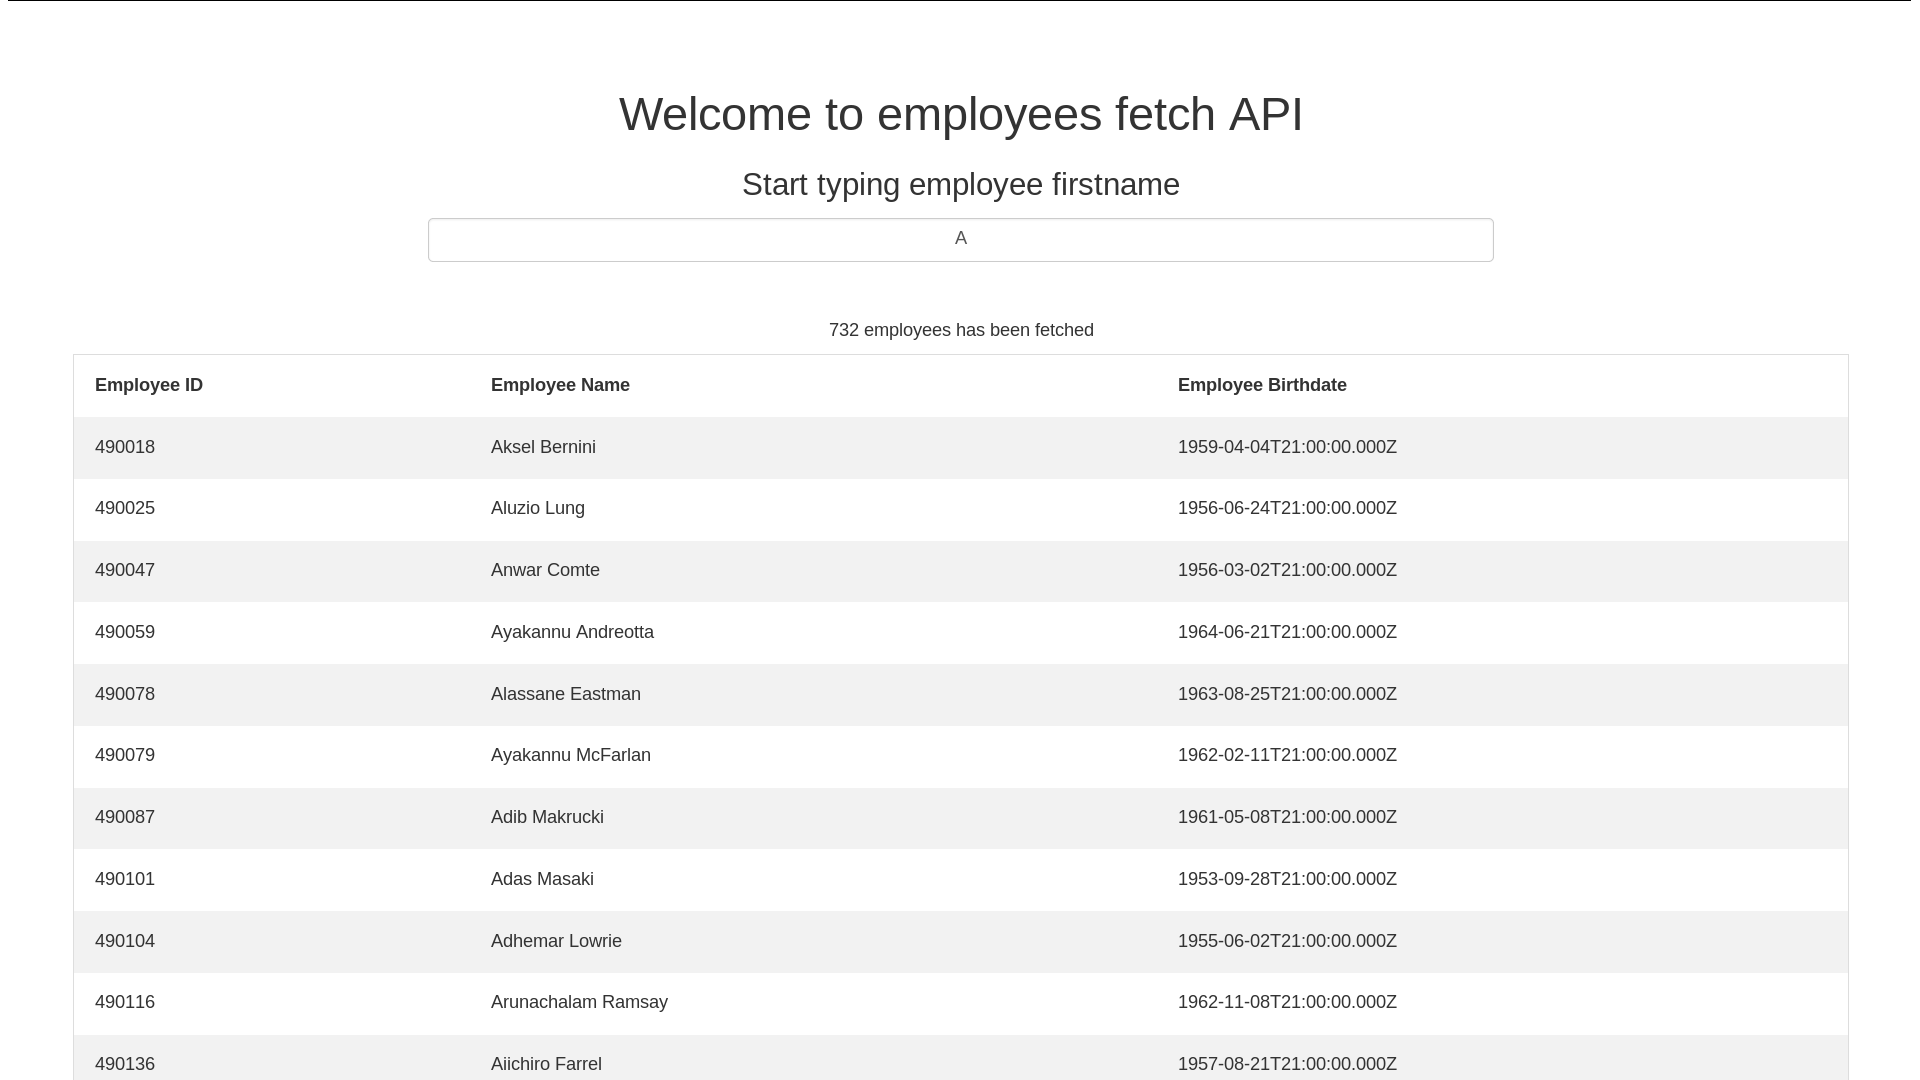 Welcome to employees fetch API
Start typing employee firstname
A
732 employees has been fetched
Employee ID Employee Name Employee Birthdate
490018 Aksel Bernini 1959-04-04T21:00:00.000Z
490025 Aluzio Lung 1956-06-24T21:00:00.000Z
490047 Anwar Comte 1956-03-02T21:00:00.000Z
490059 Ayakannu Andreotta 1964-06-21T21:00:00.000Z
490078 Alassane Eastman 1963-08-25T21:00:00.000Z
490079 Ayakannu McFarlan 1962-02-11T21:00:00.000Z
490087 Adib Makrucki 1961-05-08T21:00:00.000Z
490101 Adas Masaki 1953-09-28T21:00:00.000Z
490104 Adhemar Lowrie 1955-06-02T21:00:00.000Z
490116 Arunachalam Ramsay 1962-11-08T21:00:00.000Z
490136 Aiichiro Farrel 1957-08-21T21:00:00.000Z